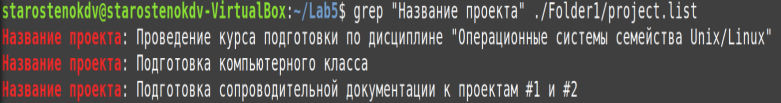 starostenokdv@starostenokdv-VirtualBox:~/Lab5$ grep "Название проекта" ./Folder1/project.list
Название проекта: Проведение курса подготовки по дисциплине "Операционные системы семейства Unix/Linux"
Название проекта: Подготовка компьютерного класса
Название проекта: Подготовка сопроводительной документации к проектам #1 и #2